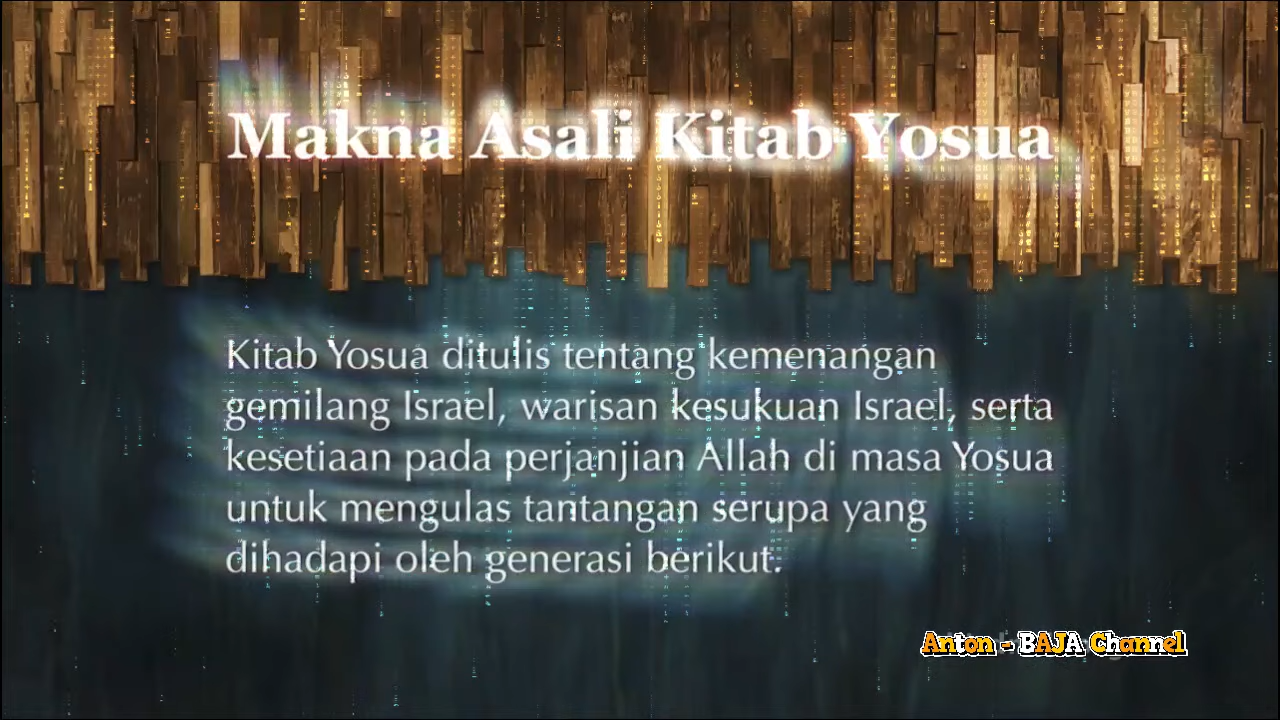 Makna Asali Kitab Yosua
Kitab Yosua ditulis tentang kemenangan
gemilang Israel, warisan kesukuan Israel, serta
kesetiaan pada perjanjian Allah di masa Yosua
untuk mengulas tantangan serupa yang
dihadapi oleh generasi berikut.
Anton - BAJA Channel